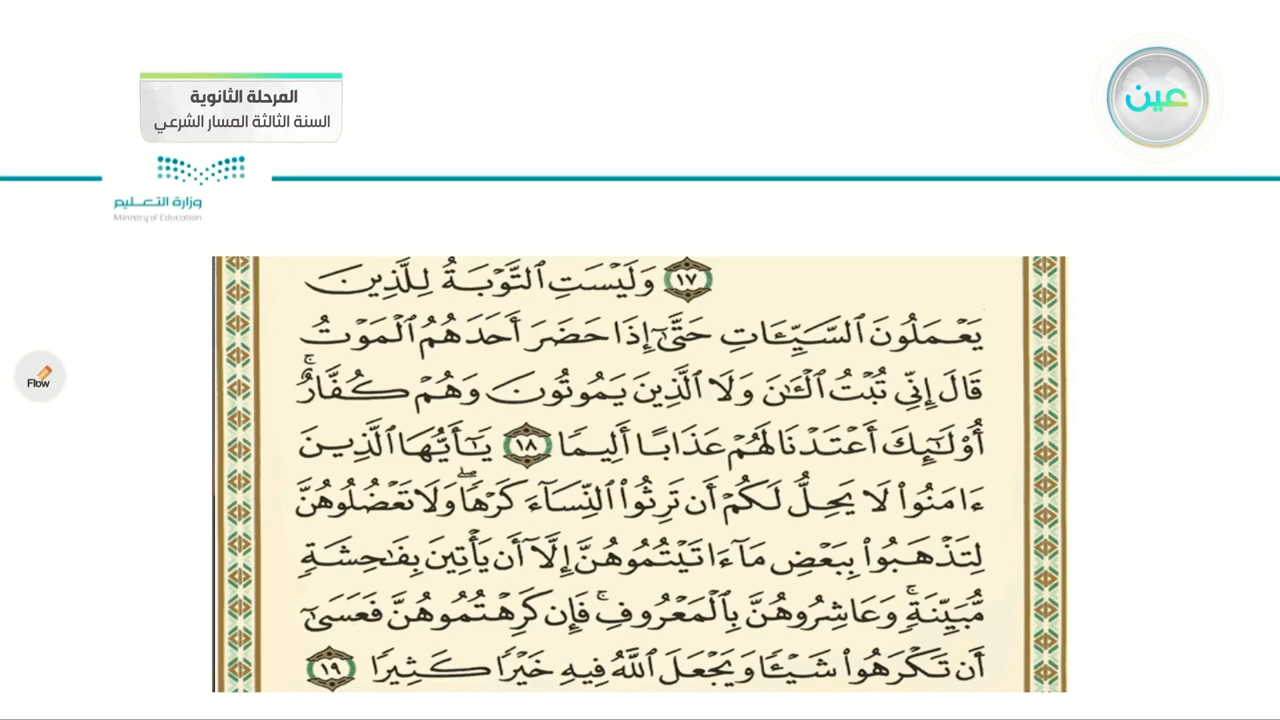 المرحلة الثانوية
السنة الثالثة المسار الشرعي
عين
وزارة التعـــليم
Ministry of Education
Flow
١٧ وَلَيْسَتِ ٱلتَّوْبَةُ لِلَّذِينَ
يَعْمَلُونَ ٱلسَّيِّـَٔاتِ حَتَّىٰٓ إِذَا حَضَرَ أَحَدَهُمُ ٱلْمَوْتُ
قَالَ إِنِّي تُبْتُ ٱلْـَٰٔنَ وَلَا ٱلَّذِينَ يَمُوتُونَ وَهُمْ كُفَّارٌ ۚ
أُو۟لَـٰٓئِكَ أَعْتَدْنَا لَهُمْ عَذَابًا أَلِيمًا ١٨ يَـٰٓأَيُّهَا ٱلَّذِينَ
ءَامَنُوا۟ لَا يَحِلُّ لَكُمْ أَن تَرِثُوا۟ ٱلنِّسَآءَ كَرْهًا ۖ وَلَا تَعْضُلُوهُنَّ
لِتَذْهَبُوا۟ بِبَعْضِ مَآ ءَاتَيْتُمُوهُنَّ إِلَّآ أَن يَأْتِينَ بِفَـٰحِشَةٍ
مُّبَيِّنَةٍ ۚ وَعَاشِرُوهُنَّ بِٱلْمَعْرُوفِ ۚ فَإِن كَرِهْتُمُوهُنَّ فَعَسَىٰٓ
أَن تَكْرَهُوا۟ شَيْـًٔا وَيَجْعَلَ ٱللَّهُ فِيهِ خَيْرًا كَثِيرًا ١٩